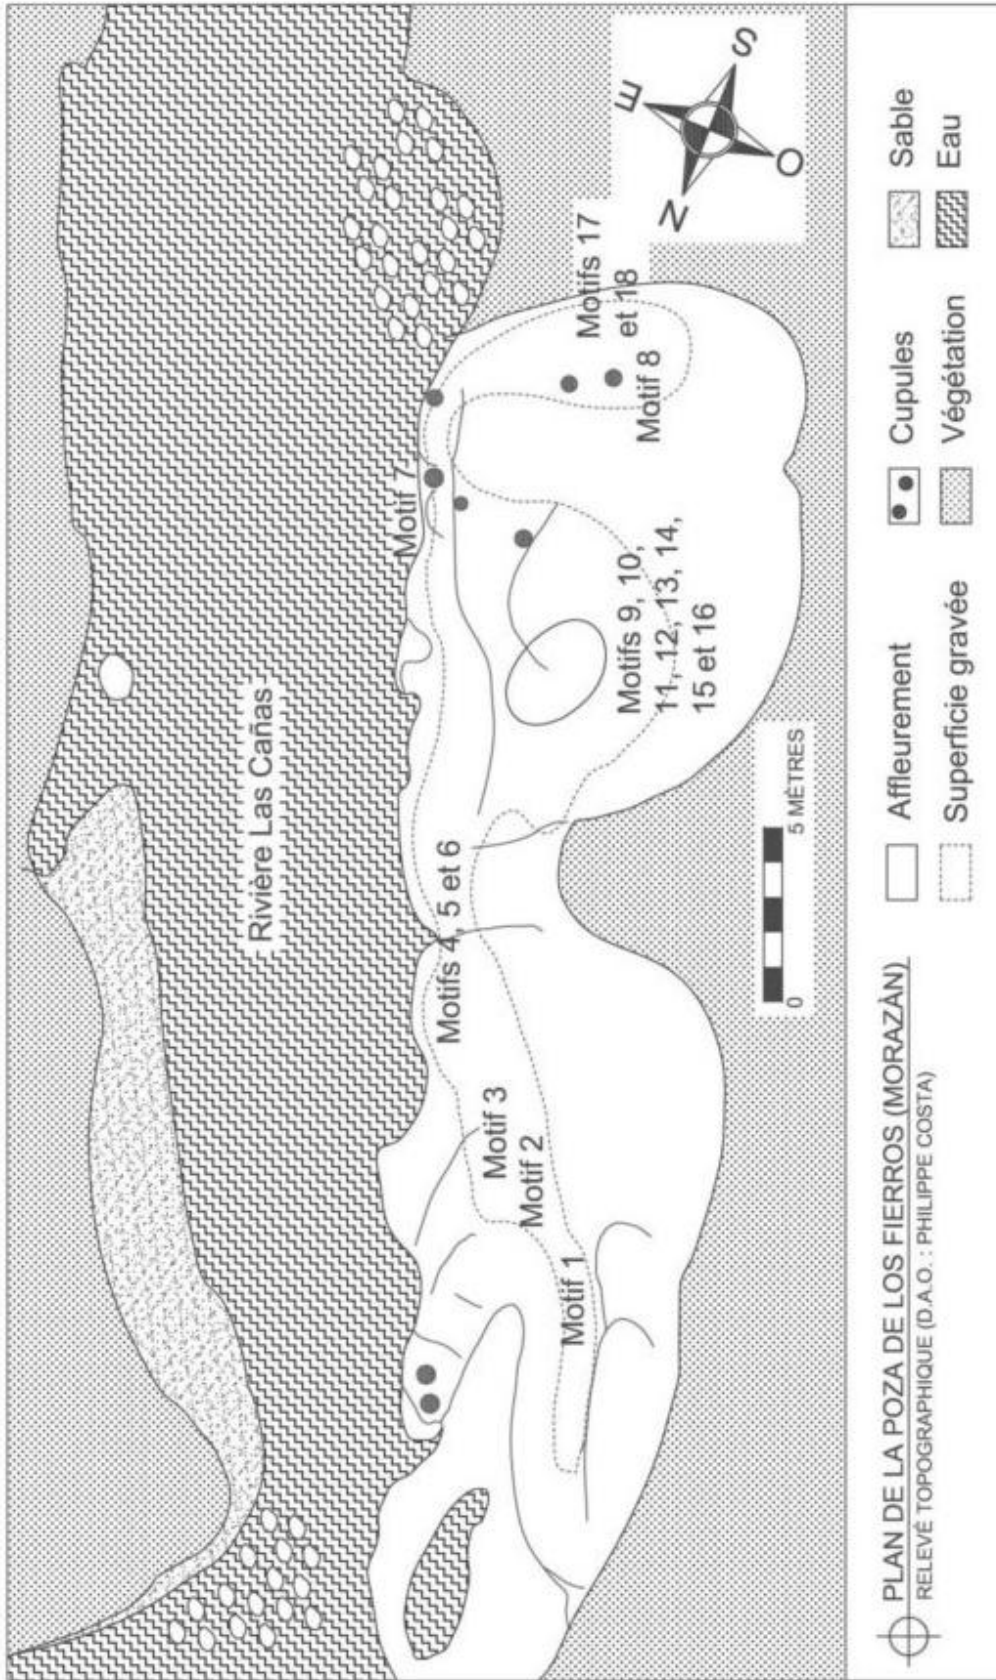 Rivière Las Cañas
Motif 1
Motif 2
Motif 3
Motifs 4, 5 et 6
Motif 7
Motifs 9, 10,
11, 12, 13, 14,
15 et 16
Motif 8
Motifs 17
et 18
N
E
S
O
0
5 MÈTRES
PLAN DE LA POZA DE LOS FIERROS (MORAZÀN)
RELEVÉ TOPOGRAPHIQUE (D.A.O. : PHILIPPE COSTA)
Affleurement
Superficie gravée
Cupules
Végétation
Sable
Eau